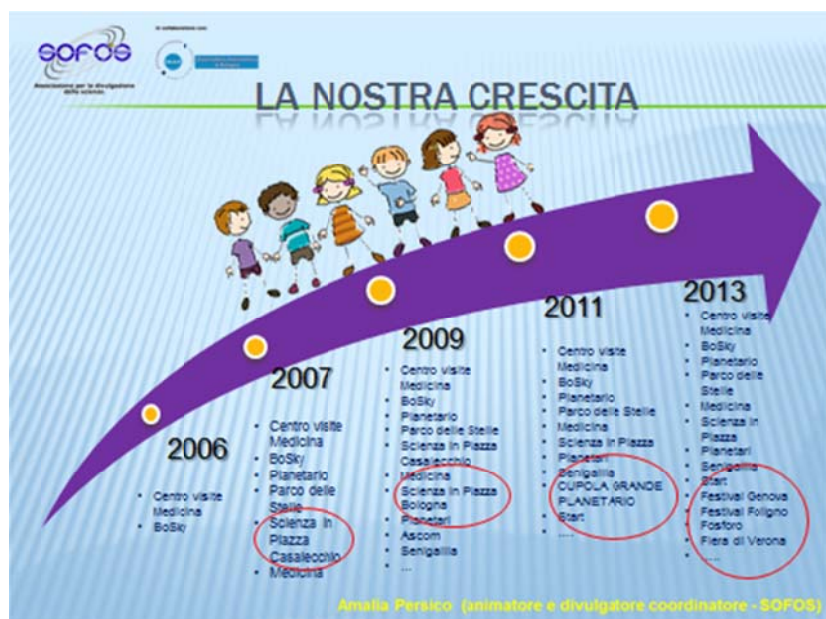 in collaborazione con:
SOFOS
Associazione per la divulgazione
della scienza
LA NOSTRA CRESCITA
2006
• Centro visite
Medicina
• BoSky
2007
• Centro visite
Medicina
• BoSky
• Planetario
• Parco delle
Stelle
• Scienza in
Piazza
Casalecchio
• Medicina
2009
• Centro visite
Medicina
• BoSky
• Planetario
• Parco delle Stelle
• Scienza in Piazza
Casalecchio
• Medicina
• Scienza in Piazza
Bologna
• Planetari
• Ascom
• Senigallia
• ...
2011
• Centro visite
Medicina
• BoSky
• Planetario
• Parco delle Stelle
• Medicina
• Scienza in Piazza
• Planetari
• Senigallia
• CUPOLA GRANDE
PLANETARIO
• Start
• ....
2013
• Centro visite
Medicina
• BoSky
• Planetario
• Parco delle
Stelle
• Medicina
• Scienza in
Piazza
• Planetari
• Senigallia
• Start
• Festival Genova
• Festival Foligno
• Fosforo
• Fiera di Verona
• .....
Amalia Persico (animatore e divulgatore coordinatore - SOFOS)